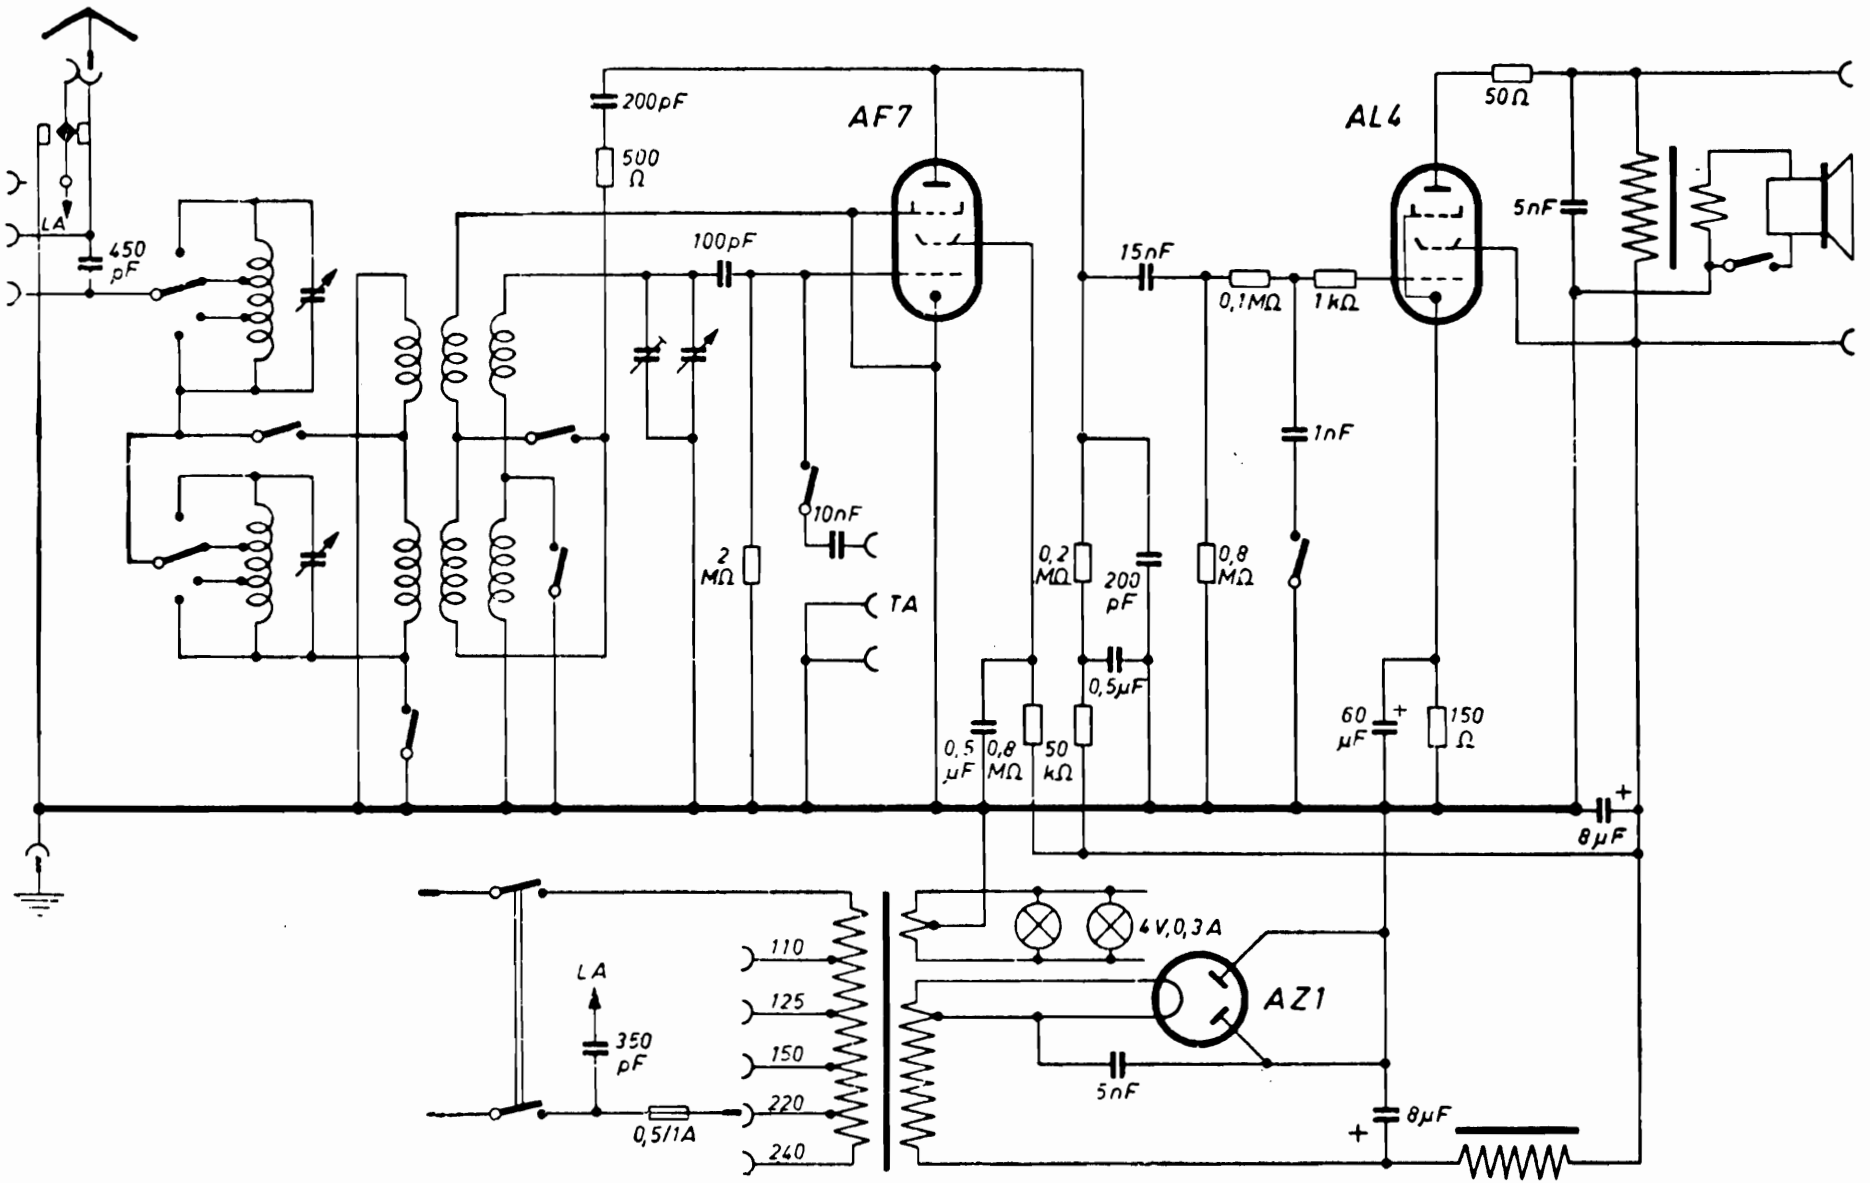 200pF
500
Ω
AF7
AL4
50Ω
LA
450
pF
100pF
15nF
5nF
0,1MΩ
1kΩ
1nF
10nF
2
MΩ
0,2
MΩ
200
pF
0,8
MΩ
TA
0,5µF
60
µF
+
150
Ω
0,5
µF
0,8
MΩ
50
kΩ
+
8µF
4V,0,3A
110
LA
125
AZ1
350
pF
150
5nF
220
0,5/1A
8µF
+
240